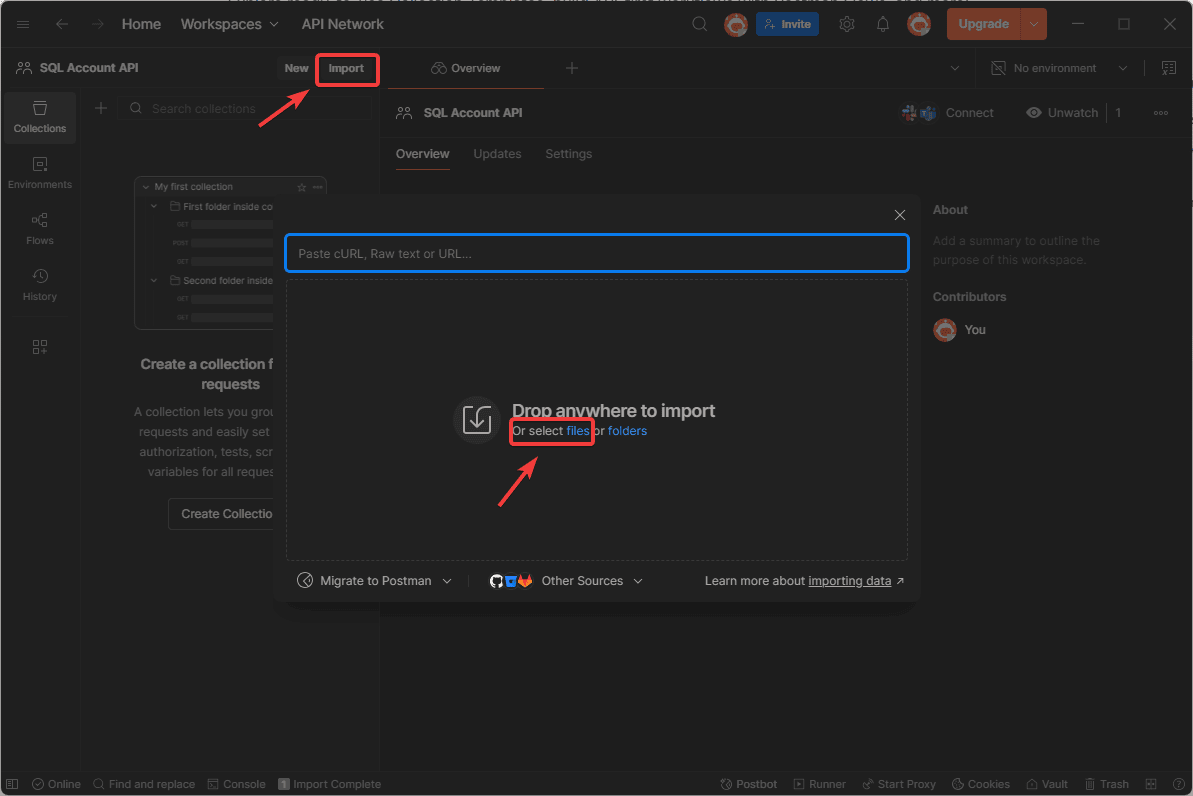 Home Workspaces API Network Invite Upgrade
SQL Account API New Import Overview No environment
Search collections
Collections
Environments
Flows
History
SQL Account API Connect Unwatch 1
Overview Updates Settings
My first collection
First folder inside co
GET
POST
GET
Second folder inside
GET
GET
Create a collection f
requests
A collection lets you grou
requests and easily set
authorization, tests, scr
variables for all reques
Create Collectio
Paste cURL, Raw text or URL...
Drop anywhere to import
Or select files or folders
Migrate to Postman Other Sources Learn more about importing data
About
Add a summary to outline the
purpose of this workspace.
Contributors
You
Online Find and replace Console 1 Import Complete Postbot Runner Start Proxy Cookies Vault Trash